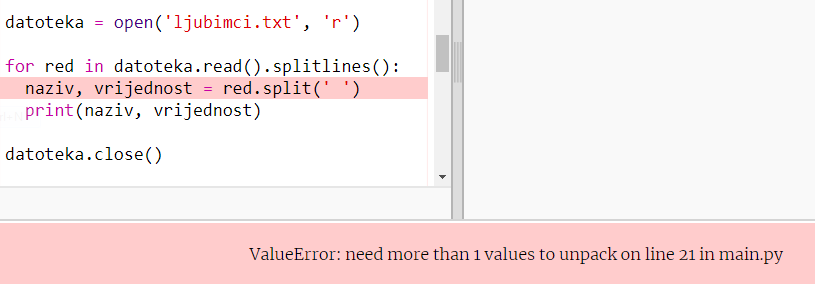 datoteka = open('ljubimci.txt', 'r')
for red in datoteka.read().splitlines():
naziv, vrijednost = red.split(' ')
print(naziv, vrijednost)
datoteka.close()
ValueError: need more than 1 values to unpack on line 21 in main.py